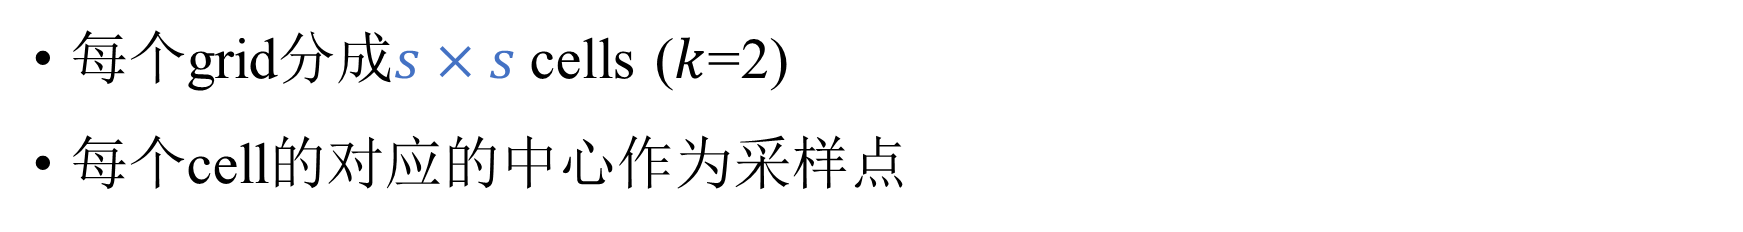 • 每个grid分成s × s cells (k=2)
• 每个cell的对应的中心作为采样点